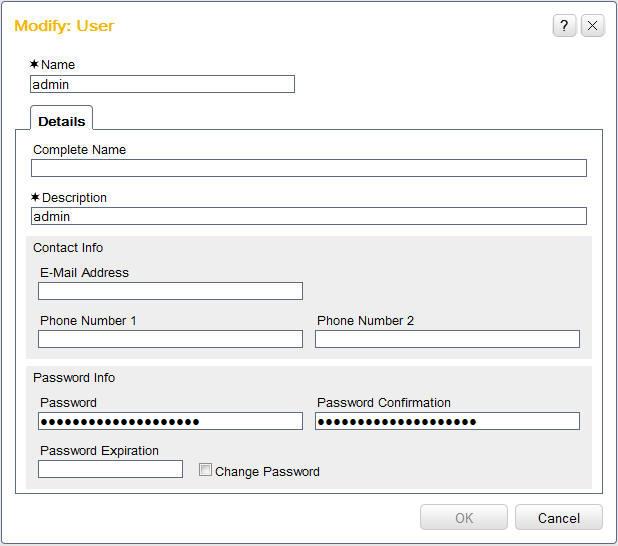 Modify: User
?
✶Name
admin
Details
Complete Name
✶Description
admin
Contact Info
E-Mail Address
Phone Number 1
Phone Number 2
Password Info
Password
Password Confirmation
●●●●●●●●●●●●●●●●●●●●
●●●●●●●●●●●●●●●●●●●●
Password Expiration
Change Password
OK
Cancel